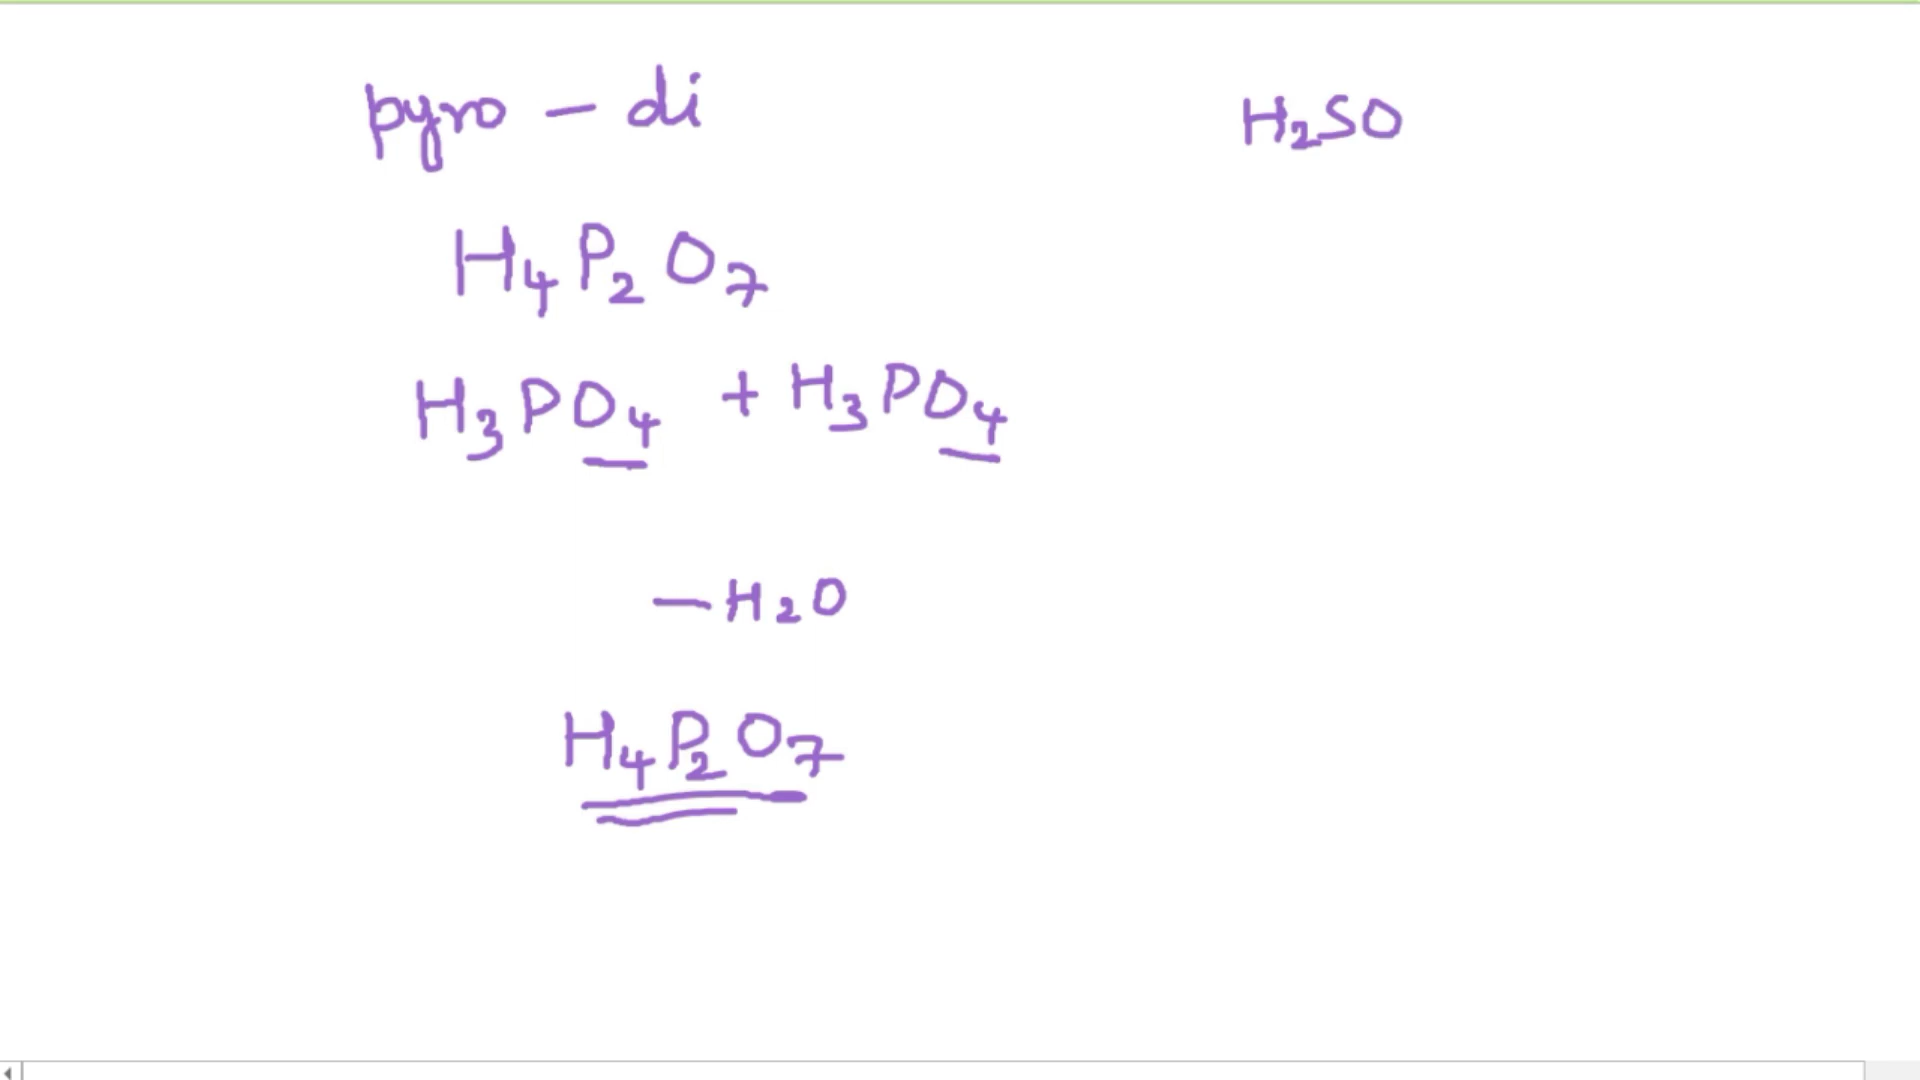 pyro - di
H₂SO
H₄P₂O₇
H₃PO₄ + H₃PO₄
- H₂O
H₄P₂O₇